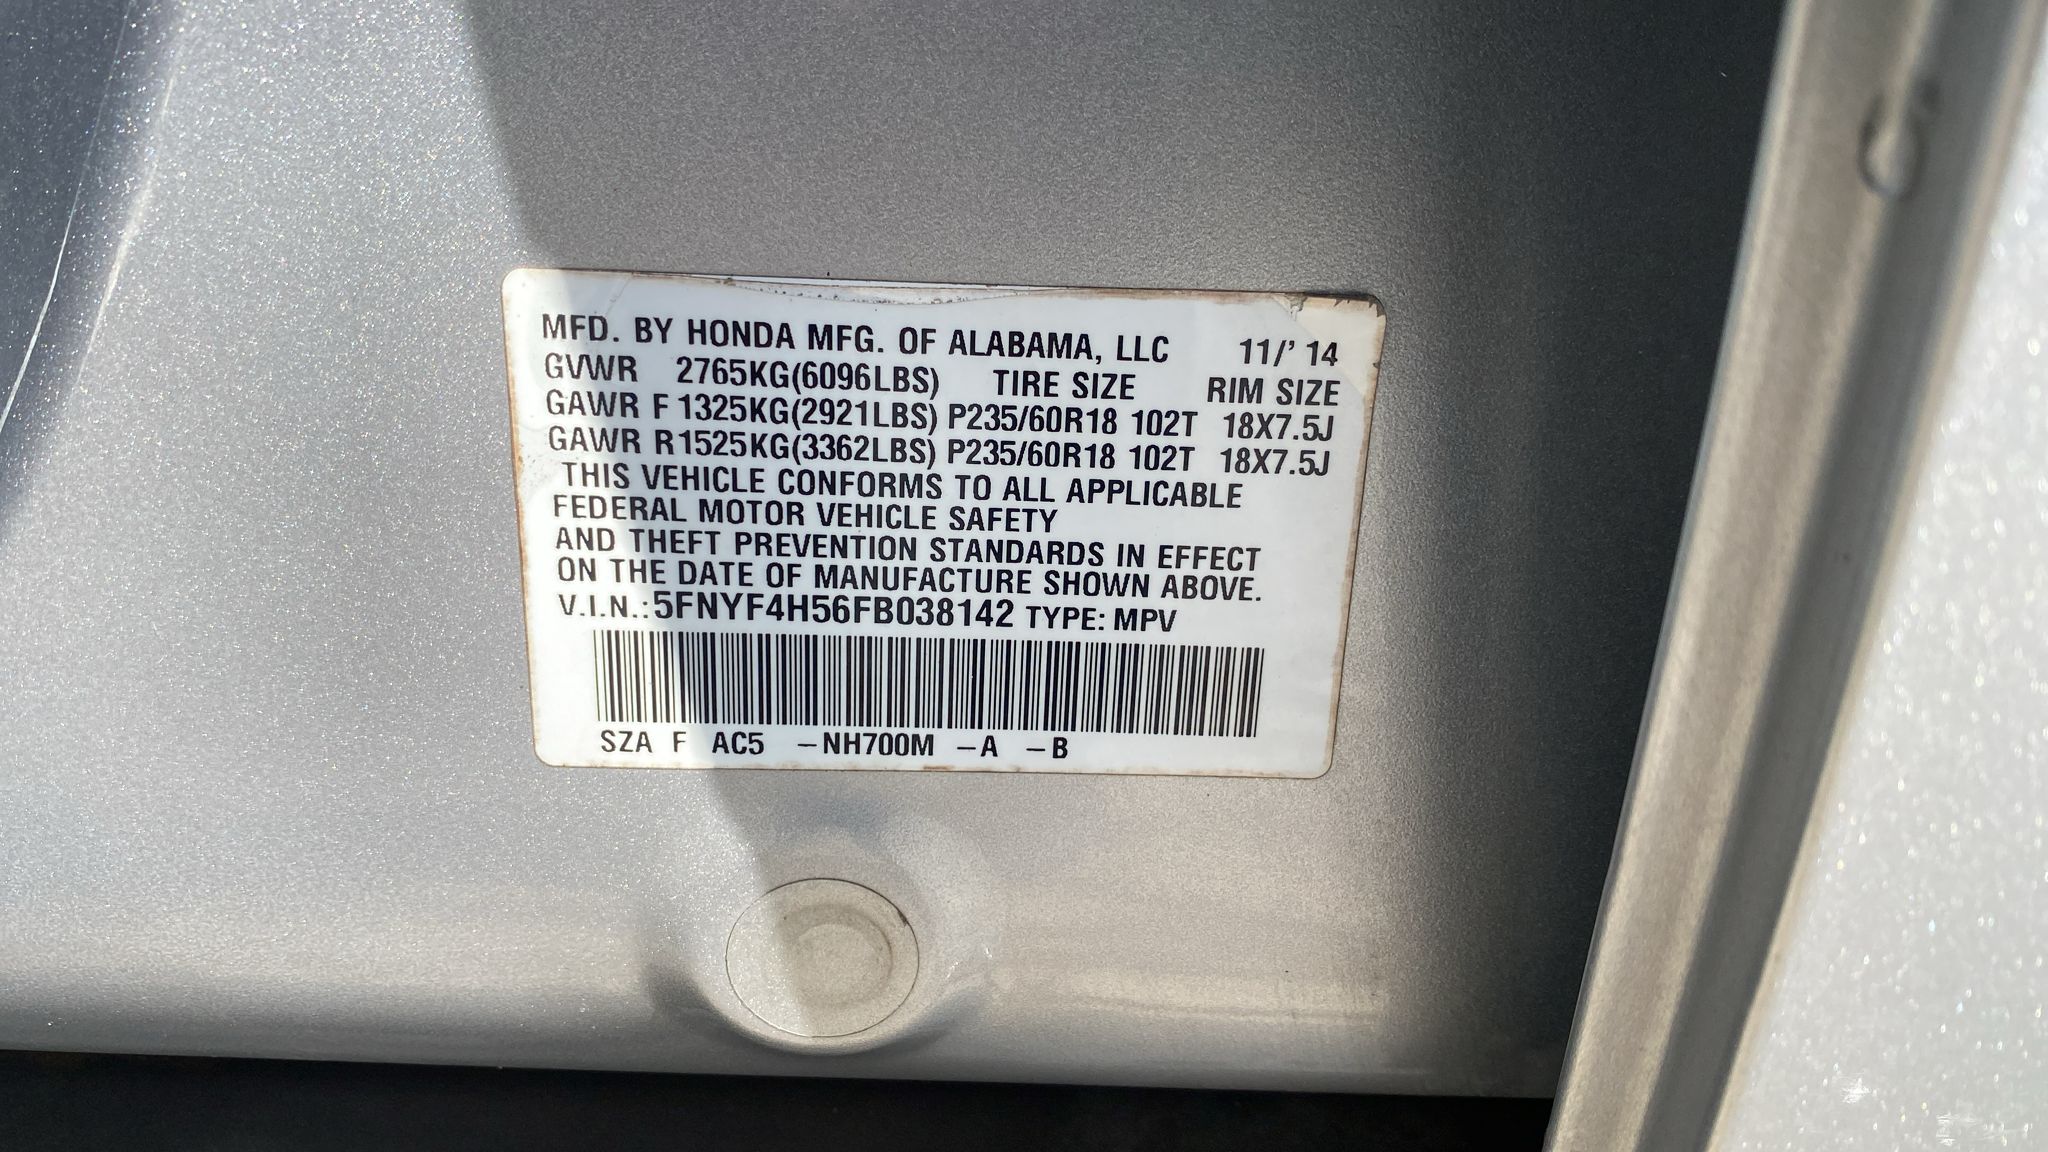 MFD. BY HONDA MFG. OF ALABAMA, LLC 11/' 14
GVWR 2765KG(6096LBS) TIRE SIZE RIM SIZE
GAWR F 1325KG(2921LBS) P235/60R18 102T 18X7.5J
GAWR R1525KG(3362LBS) P235/60R18 102T 18X7.5J
THIS VEHICLE CONFORMS TO ALL APPLICABLE
FEDERAL MOTOR VEHICLE SAFETY
AND THEFT PREVENTION STANDARDS IN EFFECT
ON THE DATE OF MANUFACTURE SHOWN ABOVE.
V.I.N.:5FNYF4H56FB038142 TYPE: MPV
SZA F AC5 –NH700M –A –B